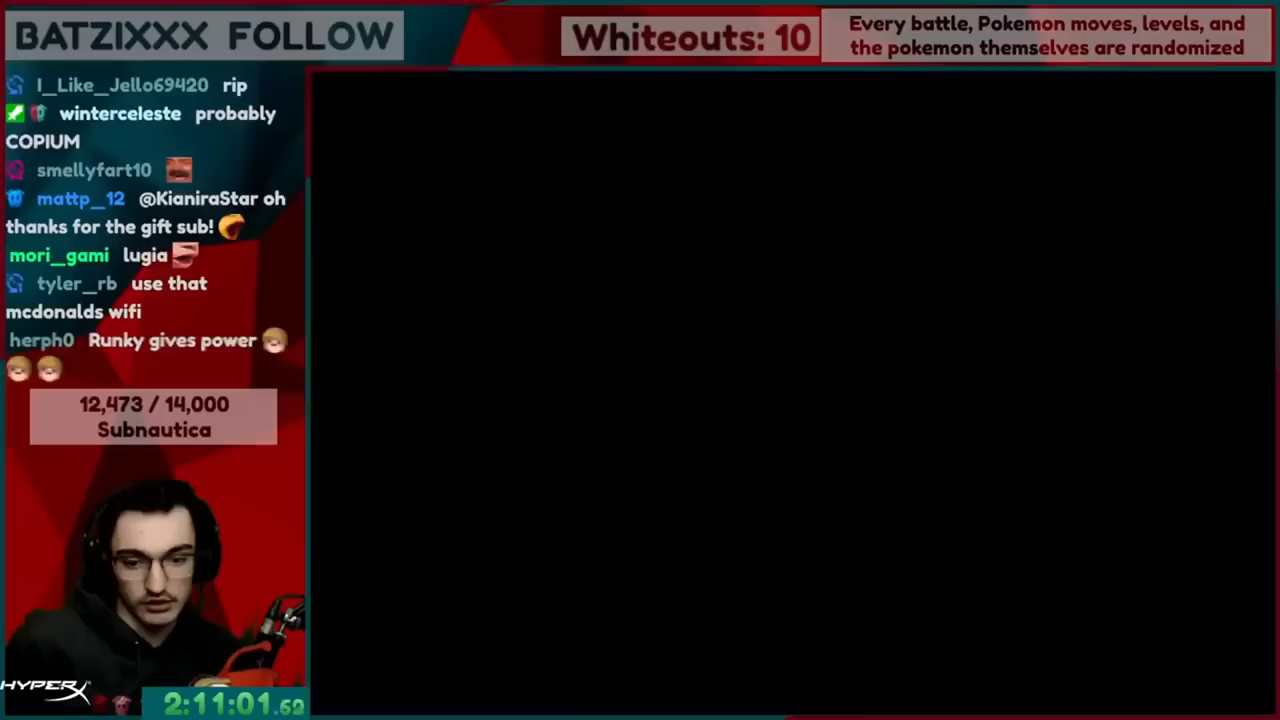 BATZIXXX FOLLOW
Whiteouts: 10
Every battle, Pokemon moves, levels, and
the pokemon themselves are randomized
I_Like_Jello69420 rip
winterceleste probably
COPIUM
smellyfart10
mattp_12 @KianiraStar oh
thanks for the gift sub!
mori_gami lugia
tyler_rb use that
mcdonalds wifi
herph0 Runky gives power
12,473 / 14,000
Subnautica
HYPERX
2:11:01.62